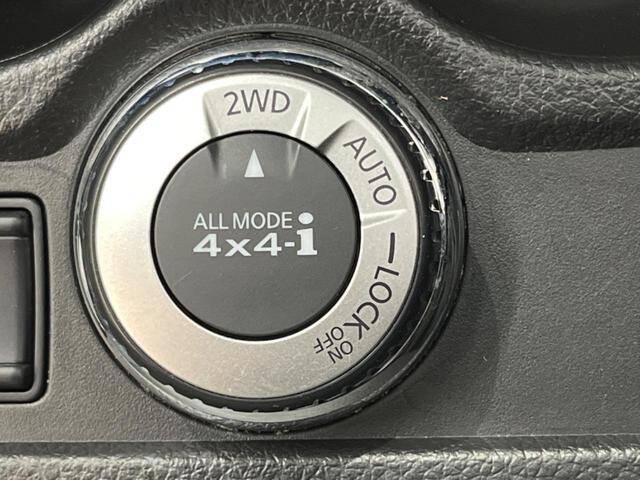 2WD
AUTO
LOCK
ON
OFF
ALL MODE
4x4-i